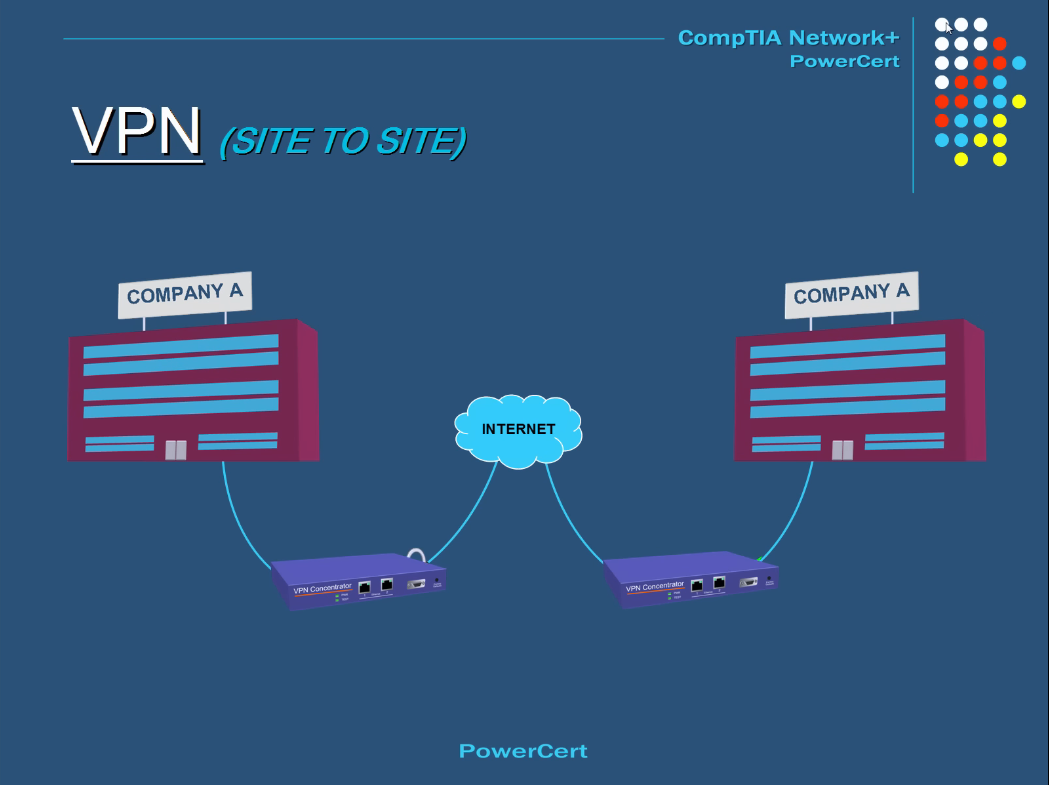 CompTIA Network+
PowerCert
VPN (SITE TO SITE)
COMPANY A
COMPANY A
INTERNET
VPN Concentrator
VPN Concentrator
PowerCert